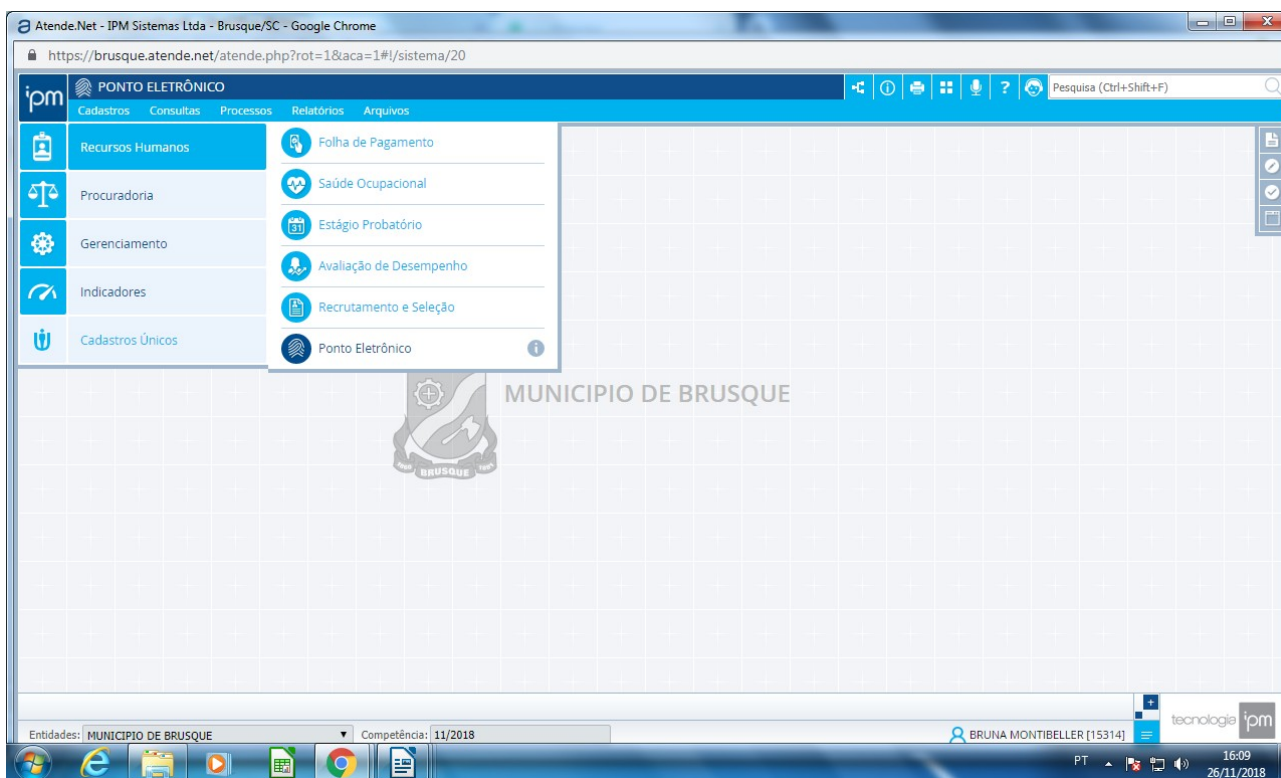 Atende.Net - IPM Sistemas Ltda - Brusque/SC - Google Chrome
https://brusque.atende.net/atende.php?rot=1&aca=1#!/sistema/20
ipm
PONTO ELETRÔNICO
Pesquisa (Ctrl+Shift+F)
Cadastros Consultas Processos Relatórios Arquivos
Recursos Humanos
Procuradoria
Gerenciamento
Indicadores
Cadastros Únicos
Folha de Pagamento
Saúde Ocupacional
31
Estágio Probatório
Avaliação de Desempenho
Recrutamento e Seleção
Ponto Eletrônico
MUNICIPIO DE BRUSQUE
BRUSQUE
tecnologia ipm
Entidades: MUNICIPIO DE BRUSQUE Competência: 11/2018 BRUNA MONTIBELLER [15314]
PT 16:09
26/11/2018